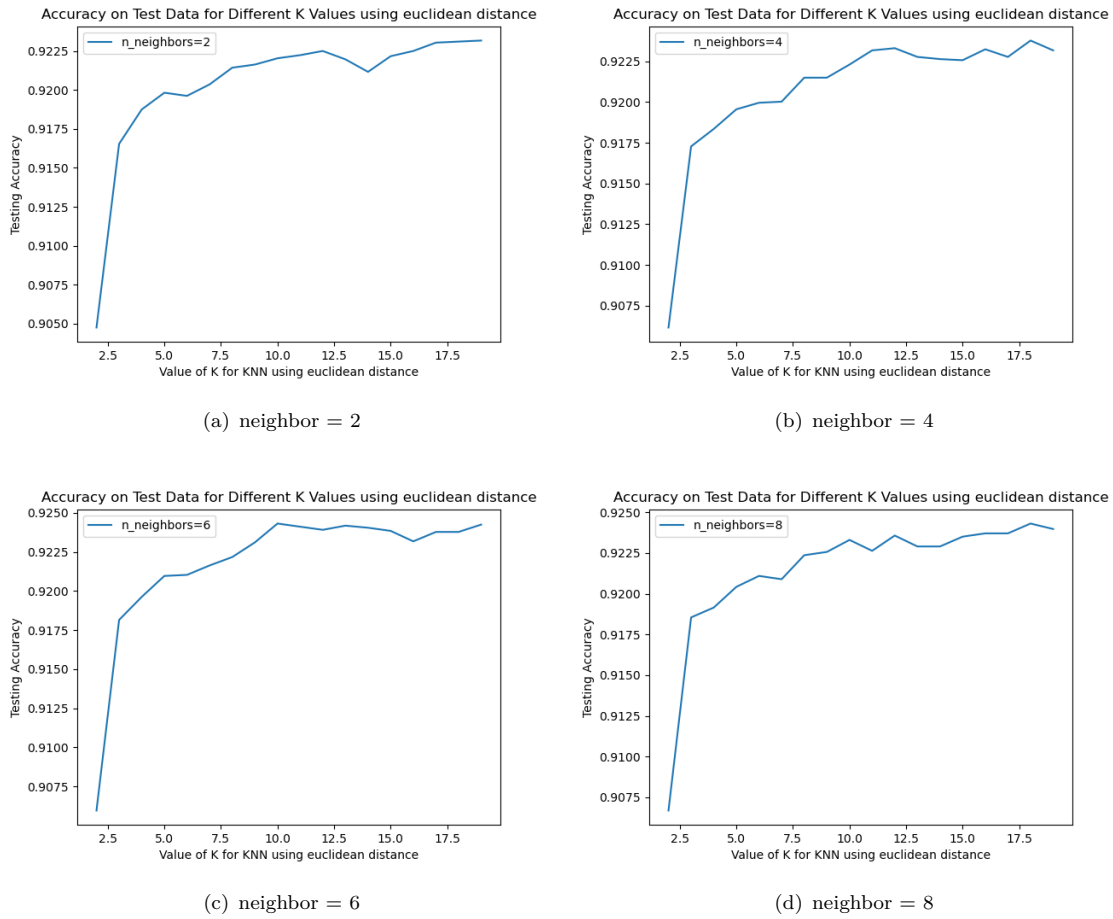 Accuracy on Test Data for Different K Values using euclidean distance
n_neighbors=2
0.9225
0.9200
0.9175
0.9150
0.9125
0.9100
0.9075
0.9050
Testing Accuracy
2.5 5.0 7.5 10.0 12.5 15.0 17.5
Value of K for KNN using euclidean distance
(a) neighbor = 2
Accuracy on Test Data for Different K Values using euclidean distance
n_neighbors=4
0.9225
0.9200
0.9175
0.9150
0.9125
0.9100
0.9075
Testing Accuracy
2.5 5.0 7.5 10.0 12.5 15.0 17.5
Value of K for KNN using euclidean distance
(b) neighbor = 4
Accuracy on Test Data for Different K Values using euclidean distance
n_neighbors=6
0.9250
0.9225
0.9200
0.9175
0.9150
0.9125
0.9100
0.9075
Testing Accuracy
2.5 5.0 7.5 10.0 12.5 15.0 17.5
Value of K for KNN using euclidean distance
(c) neighbor = 6
Accuracy on Test Data for Different K Values using euclidean distance
n_neighbors=8
0.9250
0.9225
0.9200
0.9175
0.9150
0.9125
0.9100
0.9075
Testing Accuracy
2.5 5.0 7.5 10.0 12.5 15.0 17.5
Value of K for KNN using euclidean distance
(d) neighbor = 8